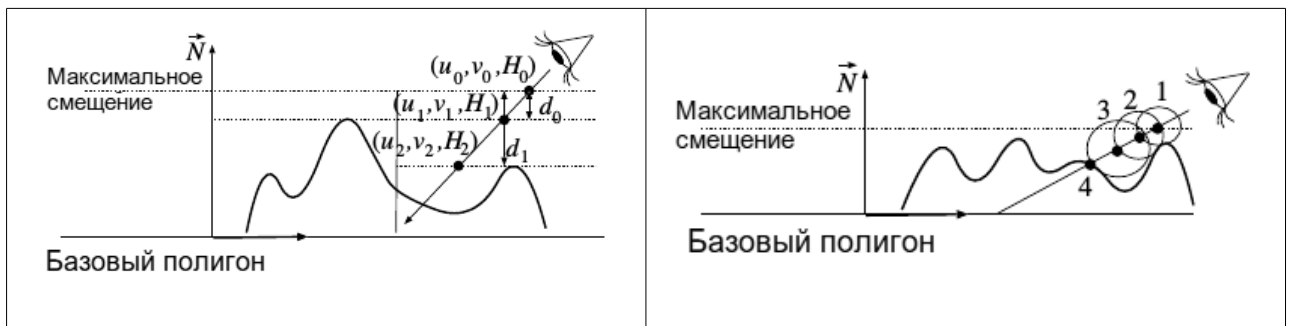 N⃗
Максимальное
смещение
(u₀,v₀,H₀)
(u₁,v₁,H₁)
d₀
(u₂,v₂,H₂)
d₁
Базовый полигон
N⃗
Максимальное
смещение
3 2 1
4
Базовый полигон